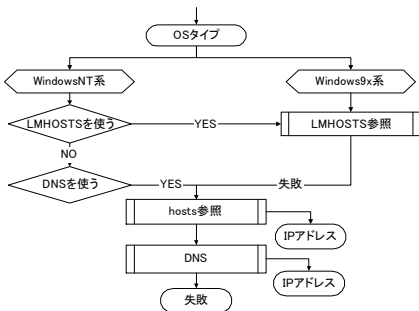 OSタイプ
WindowsNT系
Windows9x系
LMHOSTSを使う
YES
LMHOSTS参照
NO
DNSを使う
YES
失敗
hosts参照
IPアドレス
DNS
IPアドレス
失敗